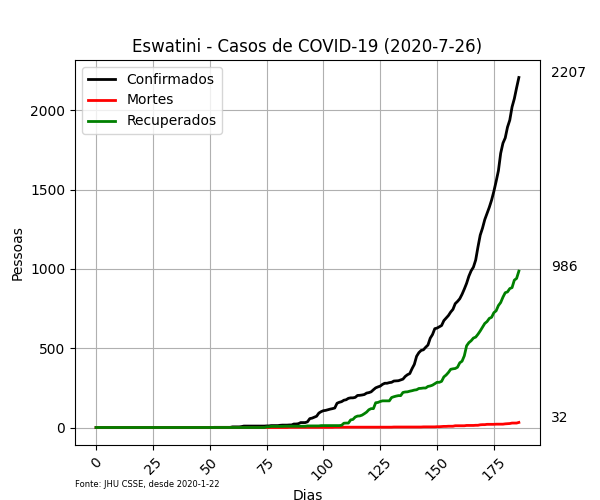 Eswatini - Casos de COVID-19 (2020-7-26)
Confirmados
Mortes
Recuperados
2207
986
32
Pessoas
2000
1500
1000
500
0
0
25
50
75
100
125
150
175
Fonte: JHU CSSE, desde 2020-1-22
Dias